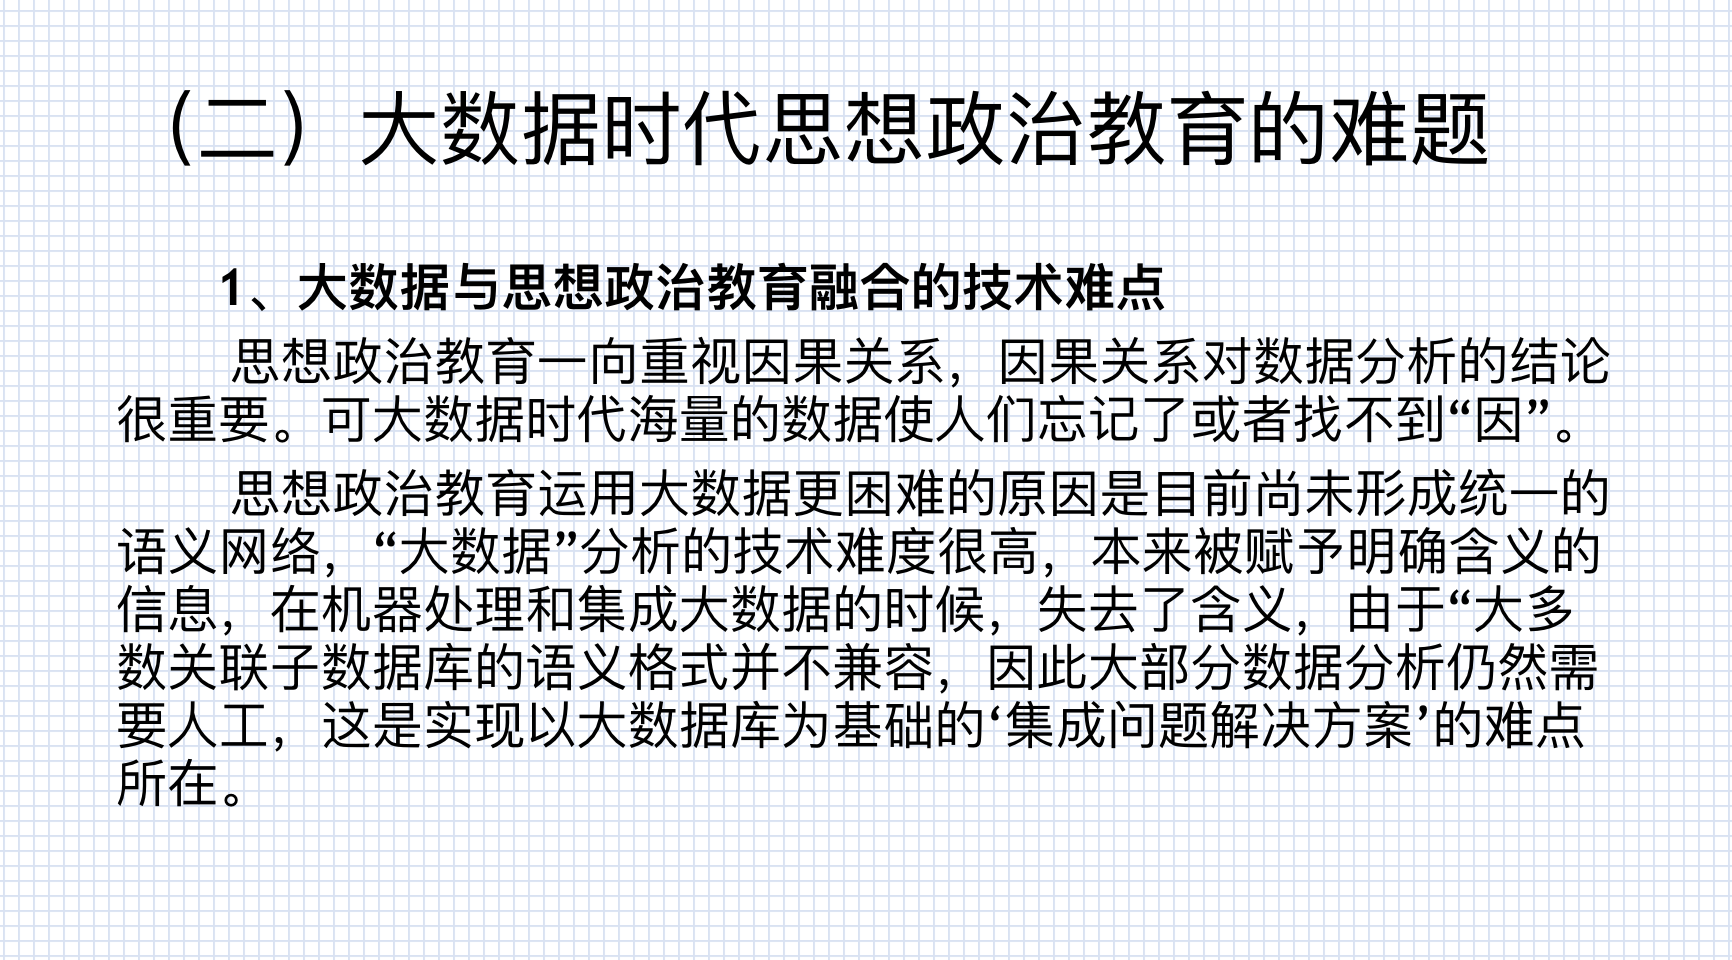 （二）大数据时代思想政治教育的难题
1、大数据与思想政治教育融合的技术难点
思想政治教育一向重视因果关系，因果关系对数据分析的结论
很重要。可大数据时代海量的数据使人们忘记了或者找不到“因”。
思想政治教育运用大数据更困难的原因是目前尚未形成统一的
语义网络，“大数据”分析的技术难度很高，本来被赋予明确含义的
信息，在机器处理和集成大数据的时候，失去了含义，由于“大多
数关联子数据库的语义格式并不兼容，因此大部分数据分析仍然需
要人工，这是实现以大数据库为基础的‘集成问题解决方案’的难点
所在。